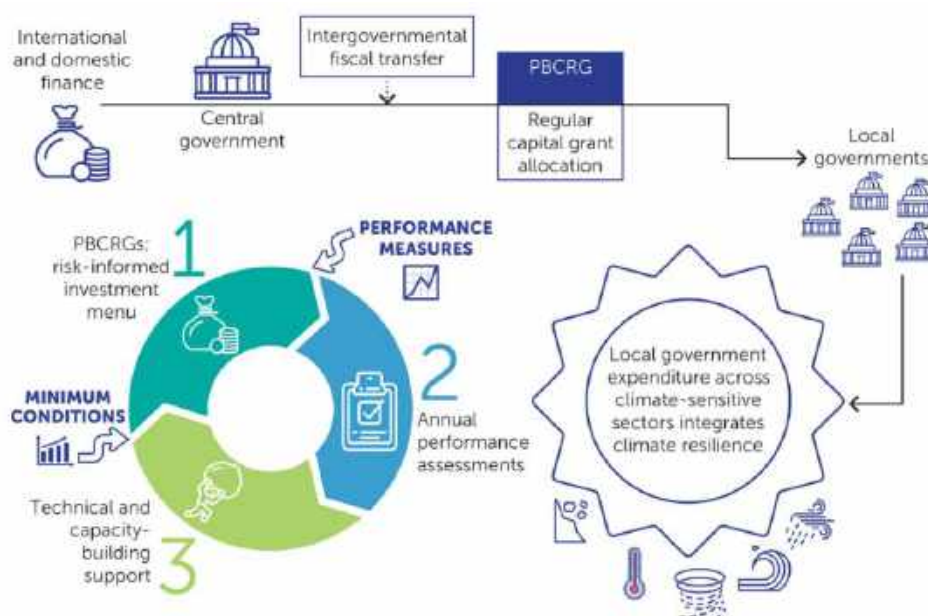 International
and domestic
finance
Central
government
Intergovernmental
fiscal transfer
PBCRG
Regular
capital grant
allocation
Local
governments
1
PBCRGs:
risk-informed
investment
menu
PERFORMANCE
MEASURES
2
Annual
performance
assessments
MINIMUM
CONDITIONS
3
Technical and
capacity-
building
support
Local government
expenditure across
climate-sensitive
sectors integrates
climate resilience